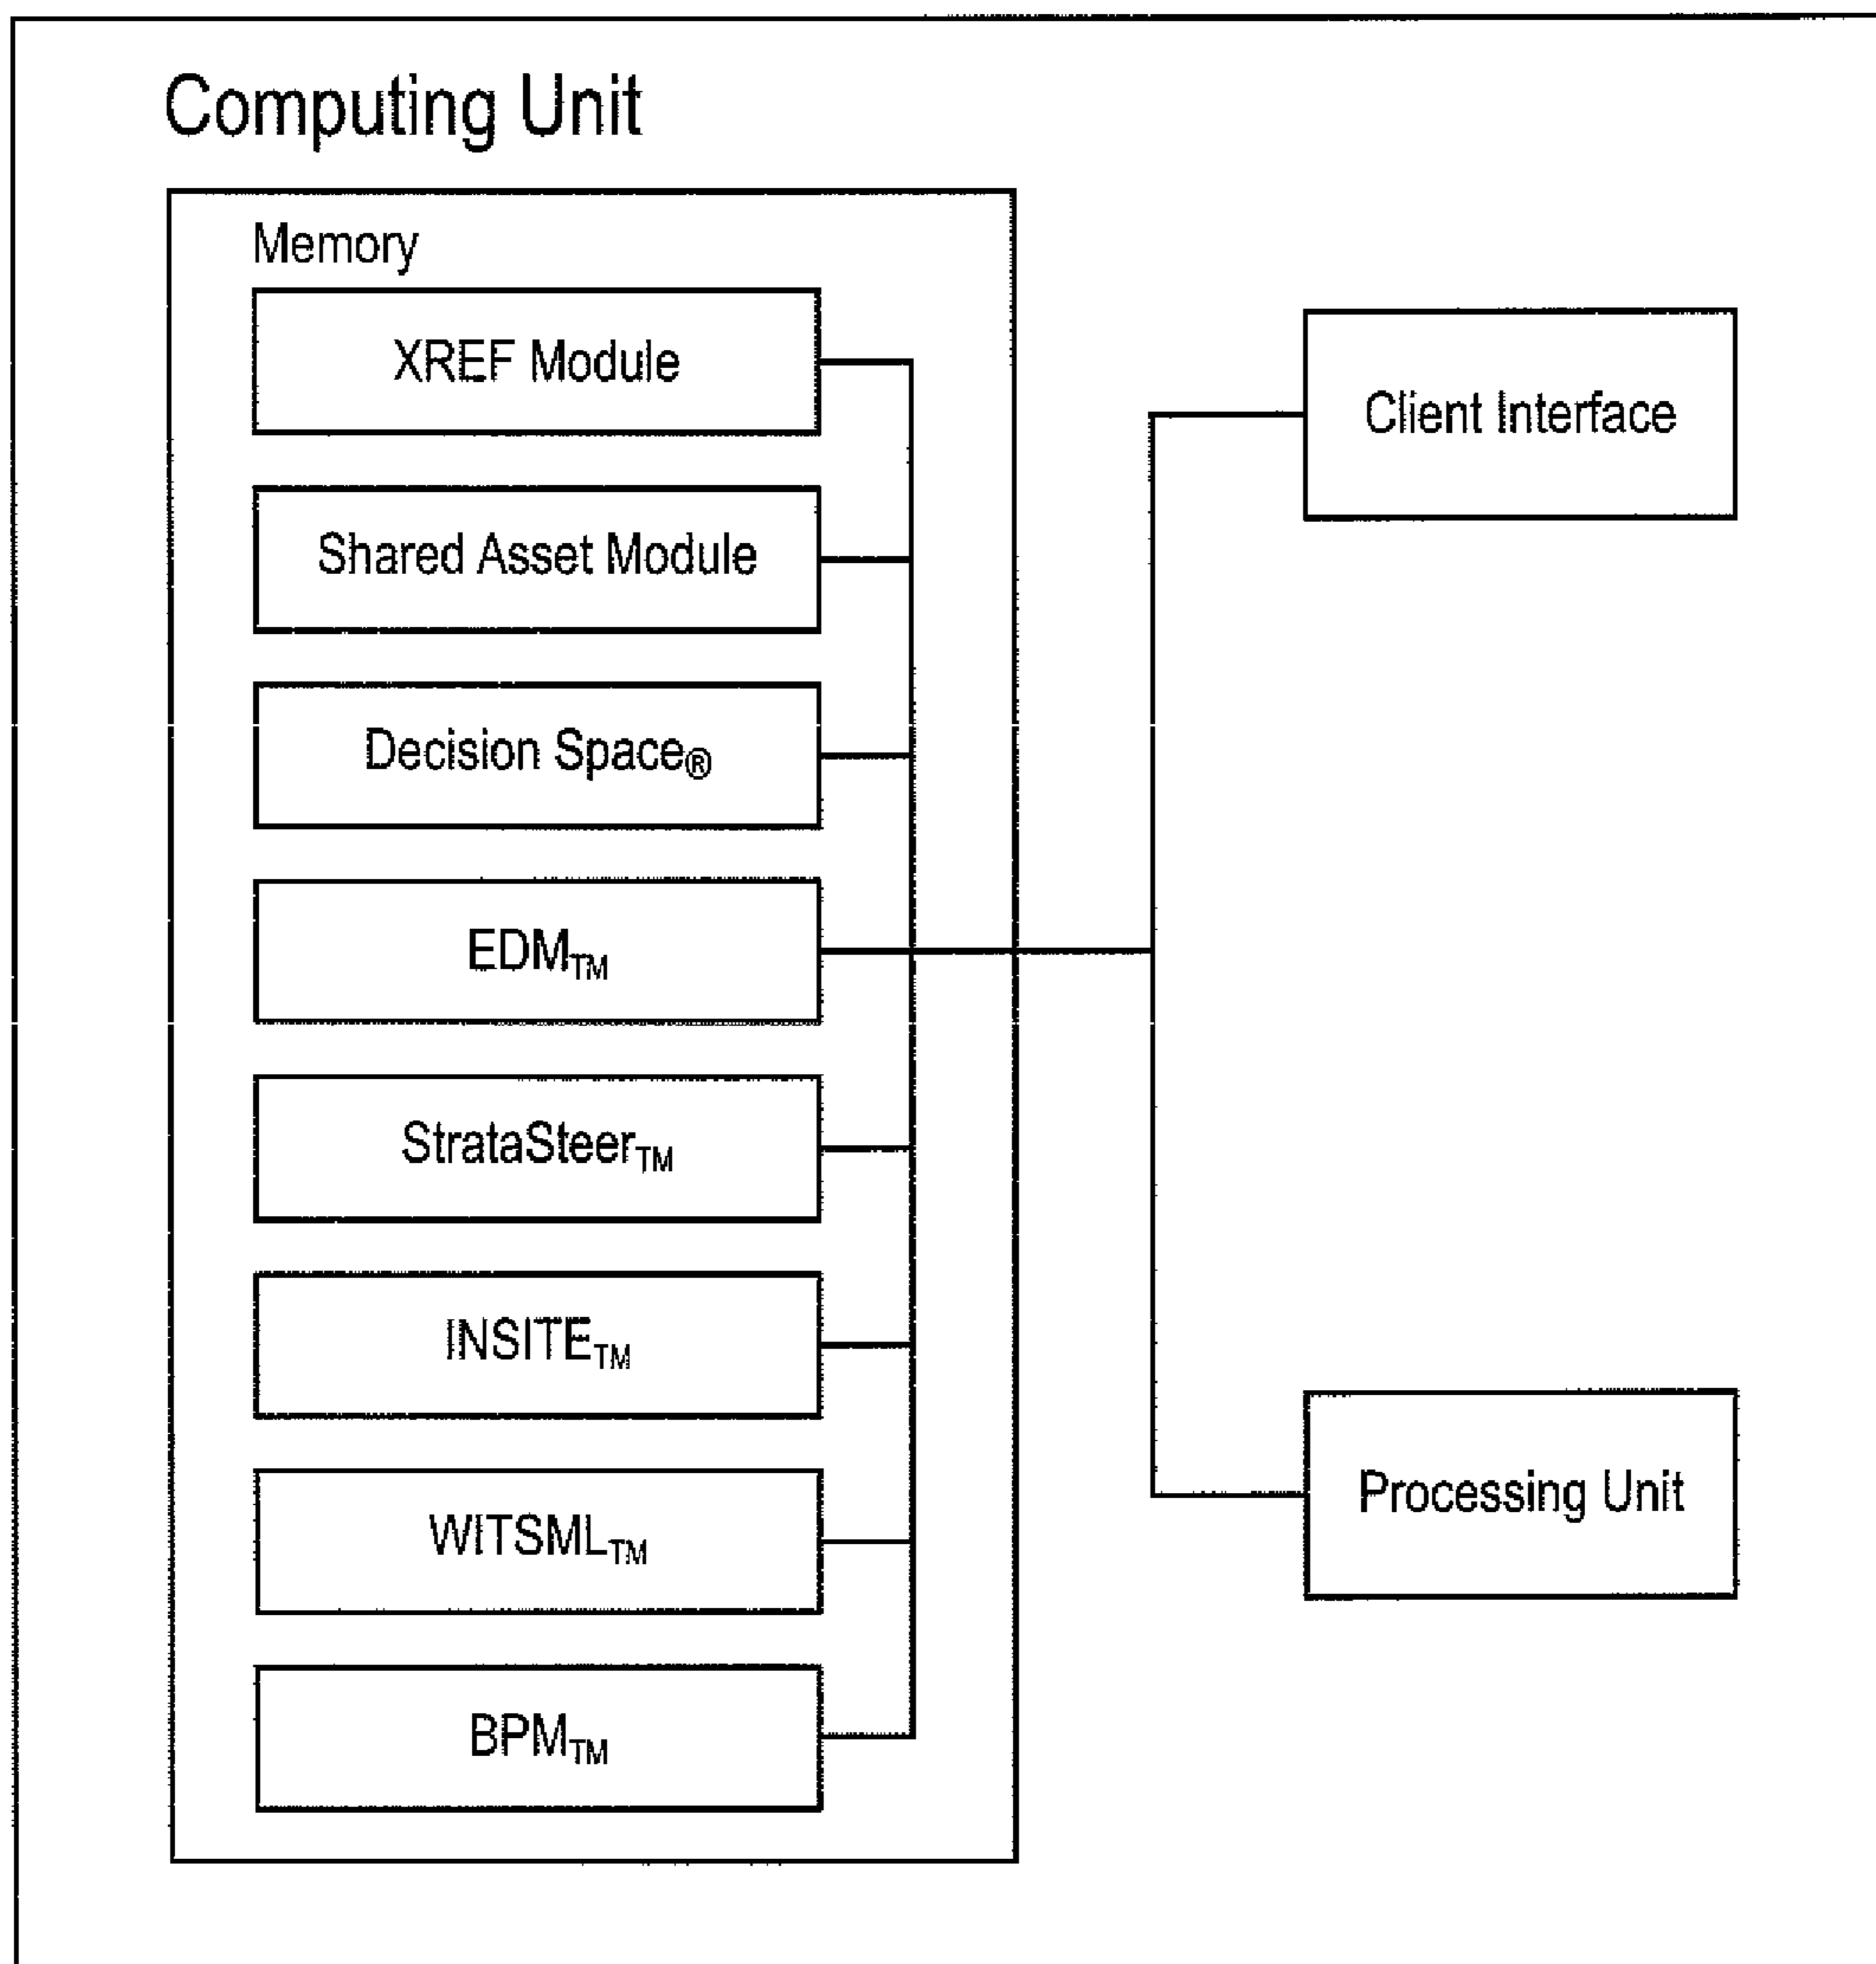 Computing Unit
Memory
XREF Module
Client Interface
Shared Asset Module
Decision Space®
EDM™
StrataSteer™
INSITE™
Processing Unit
WITSML™
BPM™